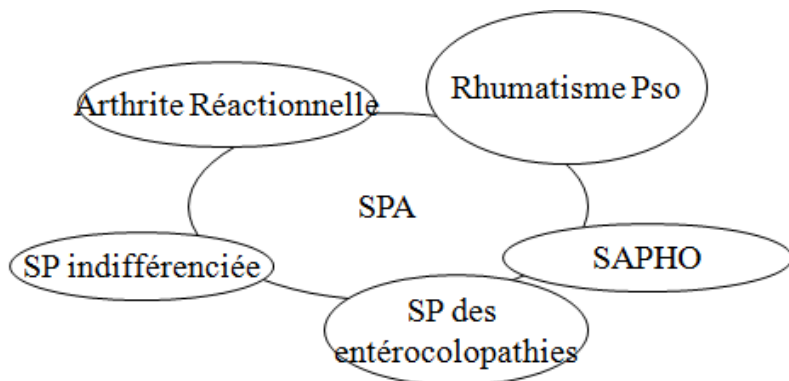 Arthrite Réactionnelle
Rhumatisme Pso
SPA
SP indifférenciée
SAPHO
SP des
entérocolopathies